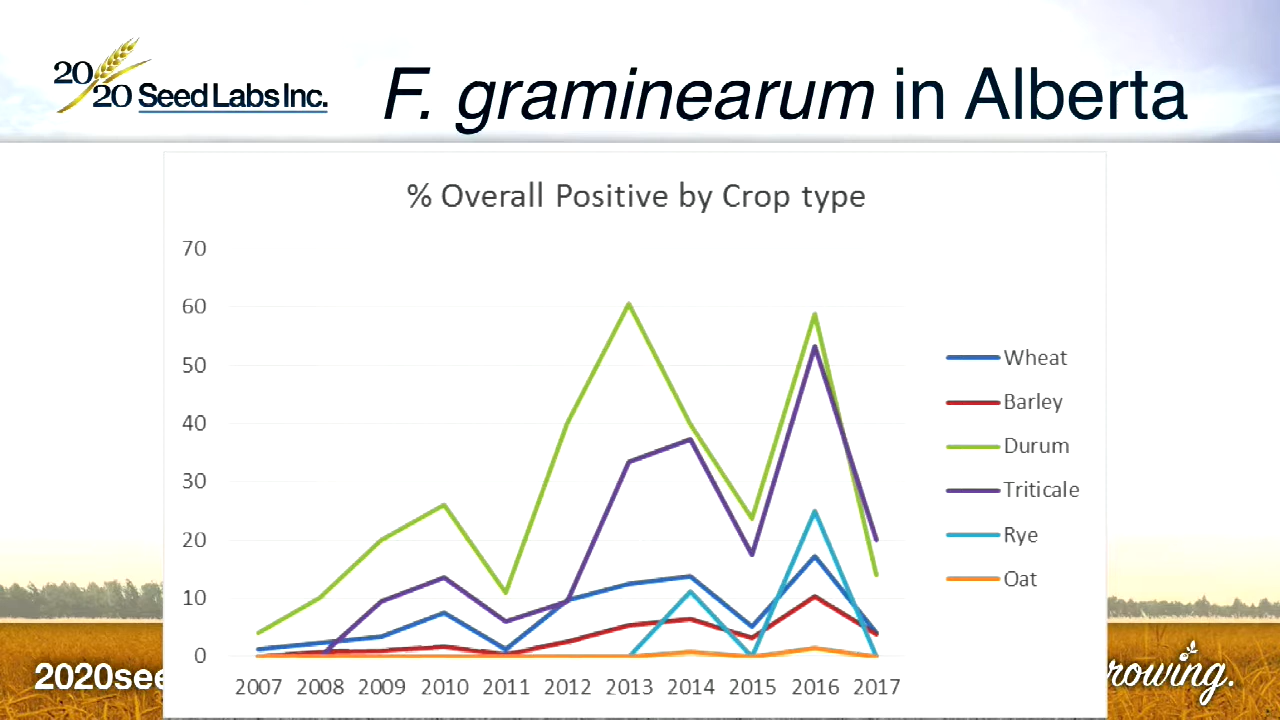 20/20 Seed Labs Inc.
F. graminearum in Alberta
% Overall Positive by Crop type
70
60
50
40
30
20
10
0
2007 2008 2009 2010 2011 2012 2013 2014 2015 2016 2017
Wheat
Barley
Durum
Triticale
Rye
Oat
2020see
rowing.